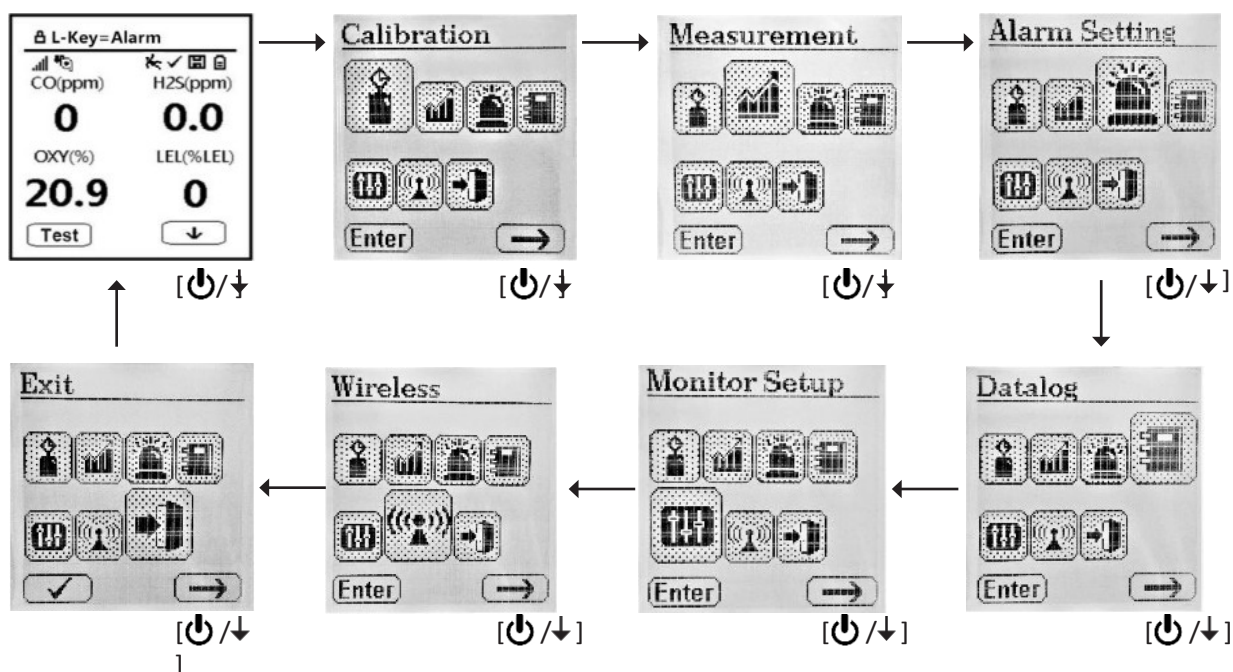 L-Key=Alarm
CO(ppm) H2S(ppm)
0 0.0
OXY(%) LEL(%LEL)
20.9 0
Test ↓
[⏻/↓
Calibration
Enter →
[⏻/↓
Measurement
Enter →
[⏻/↓
Alarm Setting
Enter →
[⏻/↓]
Exit
✓ →
[⏻/↓
]
Wireless
Enter →
[⏻/↓]
Monitor Setup
Enter →
[⏻/↓]
Datalog
Enter →
[⏻/↓]